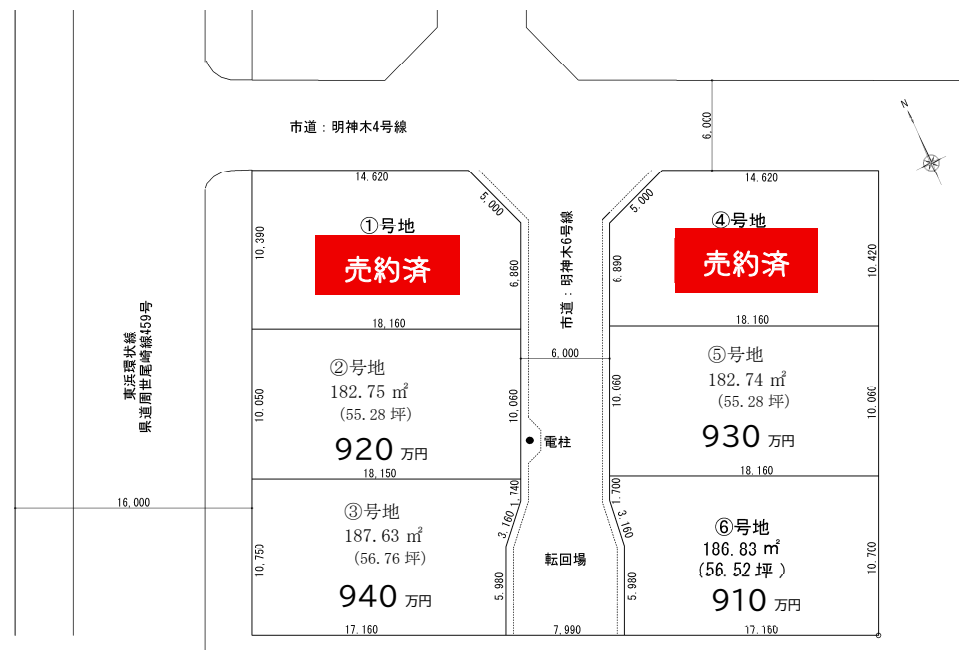 市道：明神木4号線
6,000
N
14.620
5,000
①号地
売約済
10,390
6,860
18,160
市道：明神木6号線
14.620
5,000
④号地
売約済
6,890
10,420
18.160
6,000
東浜環状線
県道周世尾崎線459号
16,000
②号地
182.75 ㎡
(55.28 坪)
920 万円
10,050
10,060
18,150
電柱
⑤号地
182.74 ㎡
(55.28 坪)
930 万円
10,060
10,060
18,160
③号地
187.63 ㎡
(56.76 坪)
940 万円
10,750
1,740
3,160
5,980
17.160
転回場
7,990
⑥号地
186.83 ㎡
(56.52 坪)
910 万円
1,700
3,160
5,980
10,700
17.160